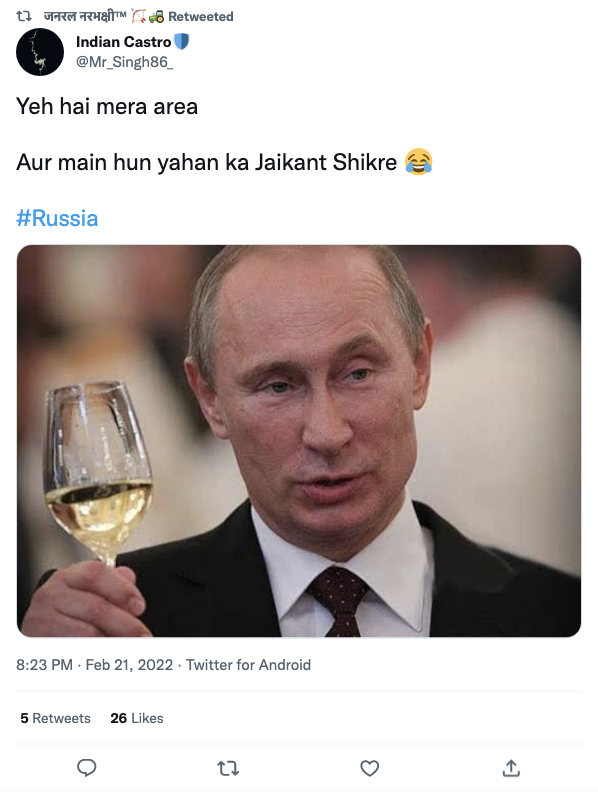 जनरल नरभक्षी™ 🏹🚜 Retweeted
Indian Castro🛡️
@Mr_Singh86_
Yeh hai mera area
Aur main hun yahan ka Jaikant Shikre 😂
#Russia
8:23 PM · Feb 21, 2022 · Twitter for Android
5 Retweets 26 Likes